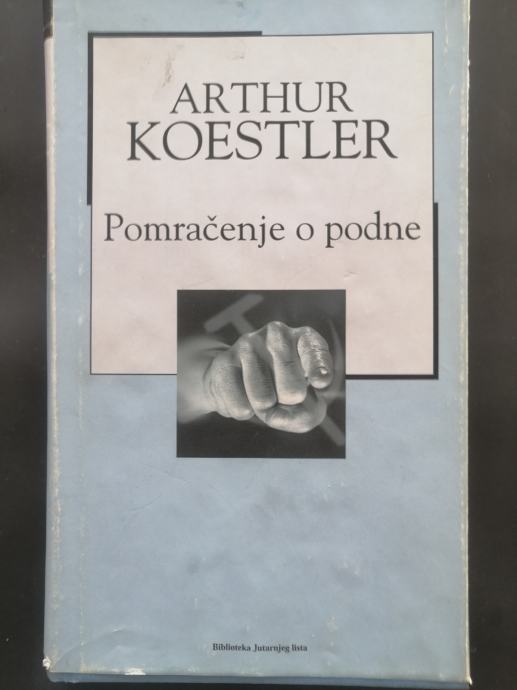 ARTHUR
KOESTLER
Pomračenje o podne
Biblioteka Jutarnjeg lista